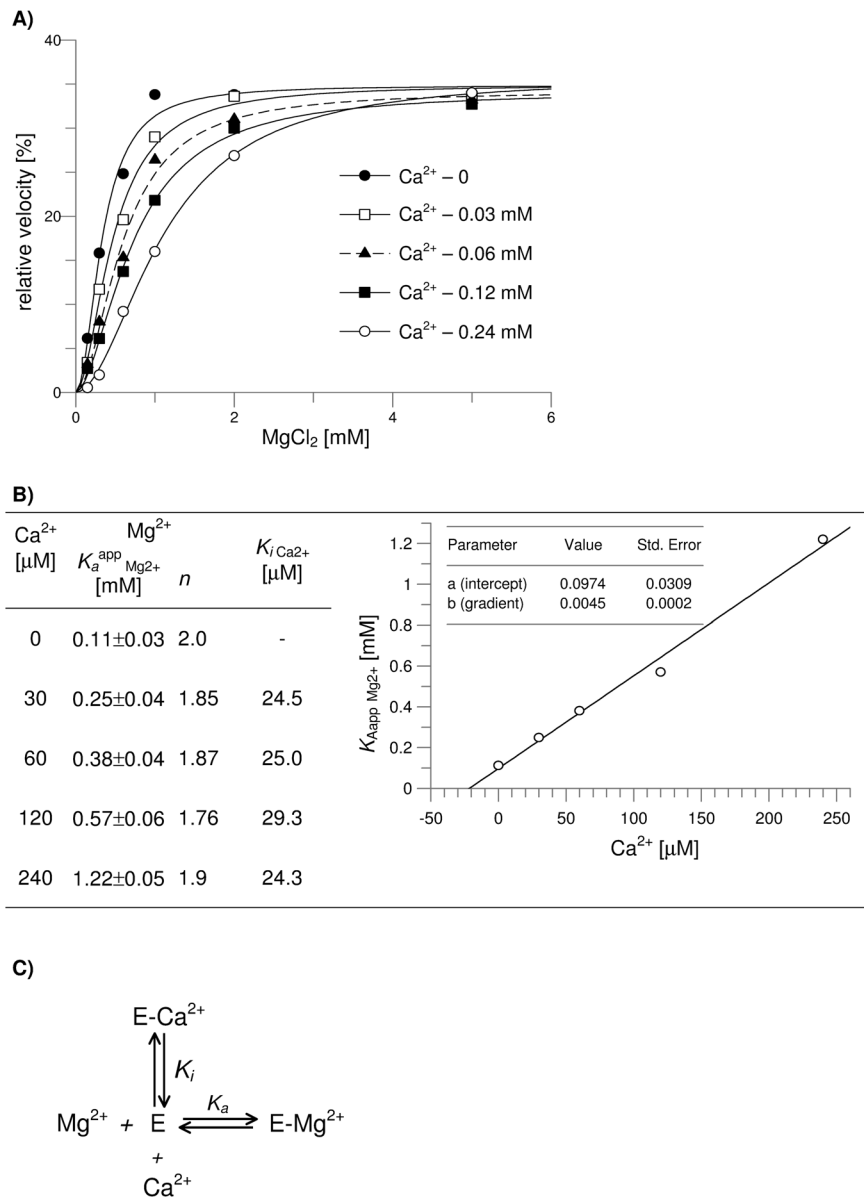 A)
40
20
0
relative velocity [%]
0
2
4
6
MgCl2 [mM]
Ca2+ – 0
Ca2+ – 0.03 mM
Ca2+ – 0.06 mM
Ca2+ – 0.12 mM
Ca2+ – 0.24 mM
B)
Ca2+ [µM] Mg2+ Kaapp Mg2+ [mM] n Ki Ca2+ [µM]
0 0.11±0.03 2.0 -
30 0.25±0.04 1.85 24.5
60 0.38±0.04 1.87 25.0
120 0.57±0.06 1.76 29.3
240 1.22±0.05 1.9 24.3
Parameter Value Std. Error
a (intercept) 0.0974 0.0309
b (gradient) 0.0045 0.0002
1.2
1
0.8
0.6
0.4
0.2
0
KAapp Mg2+ [mM]
-50 0 50 100 150 200 250
Ca2+ [µM]
C)
E-Ca2+
Ki
Mg2+ + E Ka E-Mg2+
+
Ca2+